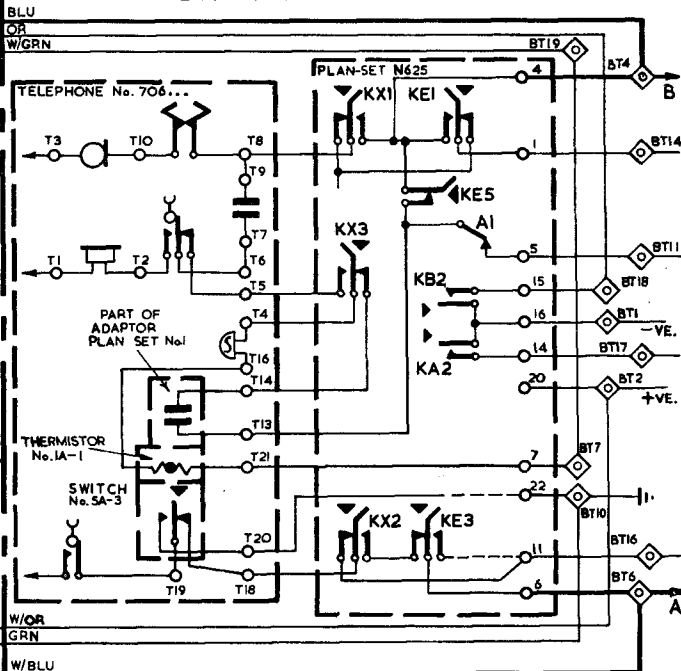 BLU
OR
W/GRN
BT19
BT4
B
TELEPHONE No. 706...
PLAN-SET N625
4
KX1
KE1
T3
T10
T8
1
BT14
T9
KE5
T7
A1
KX3
T1
T2
T6
5
BT11
T5
KB2
15
BT18
T4
16
BT1
-VE.
PART OF
ADAPTOR
PLAN SET No.1
T16
KA2
14
BT17
T14
20
BT2
+VE.
T13
THERMISTOR
No.1A-1
T21
7
BT7
SWITCH
No. 5A-3
22
BT10
KX2
KE3
T20
11
BT16
T19
T18
6
BT6
A
W/OR
GRN
W/BLU